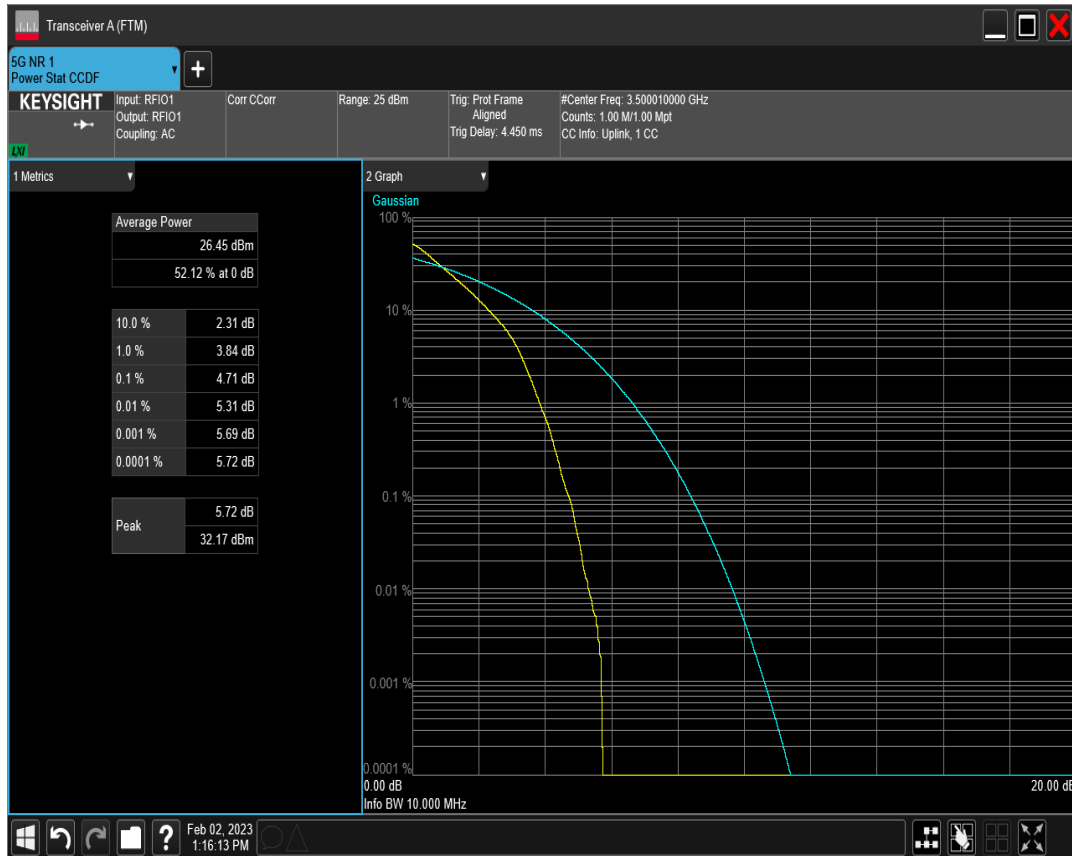 Transceiver A (FTM)
5G NR 1
Power Stat CCDF
+
KEYSIGHT
LXI
Input: RFIO1
Output: RFIO1
Coupling: AC
Corr CCorr
Range: 25 dBm
Trig: Prot Frame
Aligned
Trig Delay: 4.450 ms
#Center Freq: 3.500010000 GHz
Counts: 1.00 M/1.00 Mpt
CC Info: Uplink, 1 CC
1 Metrics
Average Power
26.45 dBm
52.12 % at 0 dB
10.0 % 2.31 dB
1.0 % 3.84 dB
0.1 % 4.71 dB
0.01 % 5.31 dB
0.001 % 5.69 dB
0.0001 % 5.72 dB
Peak
5.72 dB
32.17 dBm
2 Graph
Gaussian
100 %
10 %
1 %
0.1 %
0.01 %
0.001 %
0.0001 %
0.00 dB 20.00 dB
Info BW 10.000 MHz
?
Feb 02, 2023
1:16:13 PM